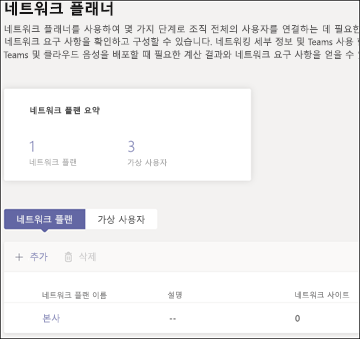 네트워크 플래너
네트워크 플래너를 사용하여 몇 가지 단계로 조직 전체의 사용자를 연결하는 데 필요한
네트워크 요구 사항을 확인하고 구성할 수 있습니다. 네트워킹 세부 정보 및 Teams 사용
Teams 및 클라우드 음성을 배포할 때 필요한 계산 결과와 네트워크 요구 사항을 얻을 수
네트워크 플랜 요약
1 3
네트워크 플랜 가상 사용자
네트워크 플랜 가상 사용자
+ 추가 삭제
네트워크 플랜 이름 설명 네트워크 사이트
본사 -- 0